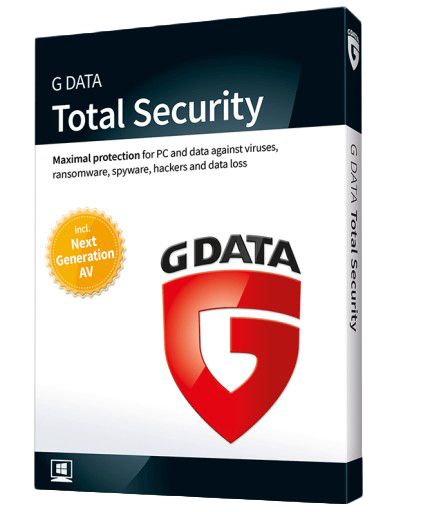 G DATA
Total Security
Maximal protection for PC and data against viruses,
ransomware, spyware, hackers and data loss
incl.
Next
Generation
AV
G DATA
G DATA
G DATA Total Security